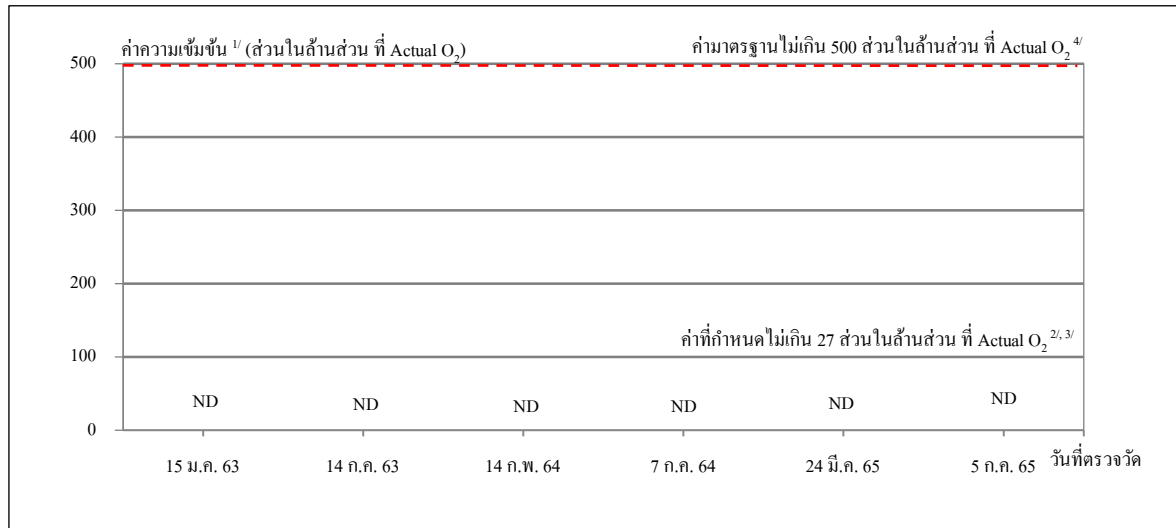 ค่าความเข้มข้น 1/ (ส่วนในล้านส่วน ที่ Actual O2)
ค่ามาตรฐานไม่เกิน 500 ส่วนในล้านส่วน ที่ Actual O2 4/
500
400
300
200
ค่าที่กำหนดไม่เกิน 27 ส่วนในล้านส่วน ที่ Actual O2 2/, 3/
100
ND ND ND ND ND ND
0
15 ม.ค. 63 14 ก.ค. 63 14 ก.พ. 64 7 ก.ค. 64 24 มี.ค. 65 5 ก.ค. 65 วันที่ตรวจวัด